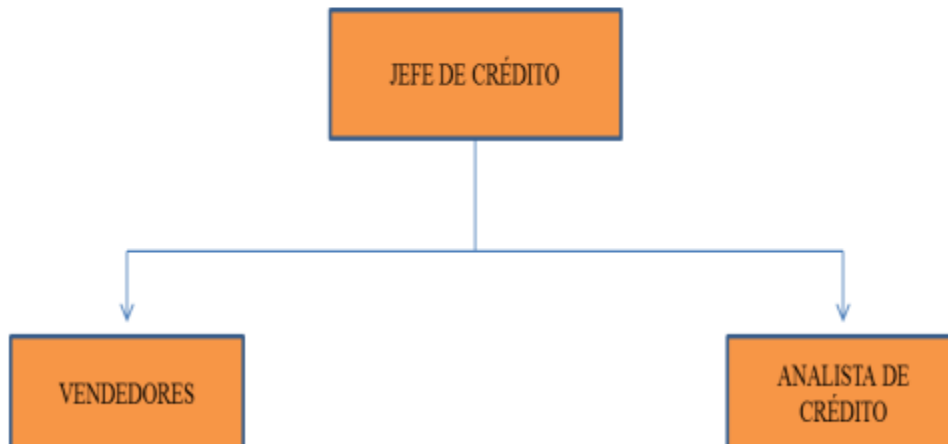 JEFE DE CRÉDITO
VENDEDORES
ANALISTA DE
CRÉDITO